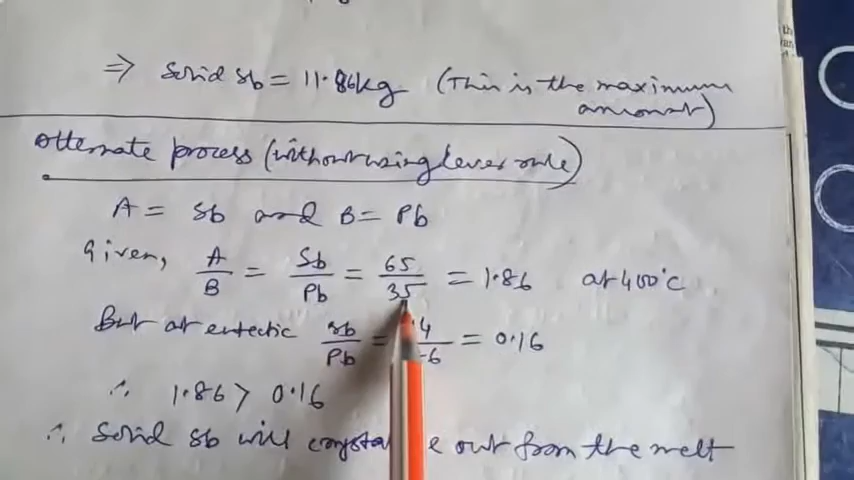 ⇒ Solid Sb = 11.86kg (This is the maximum
amount)
Alternate process (without using lever rule)
A = Sb and B = Pb
Given, A/B = Sb/Pb = 65/35 = 1.86 at 400°C
But at eutectic Sb/Pb = = 0.16
∴ 1.86 > 0.16
∴ Solid Sb will out from the melt